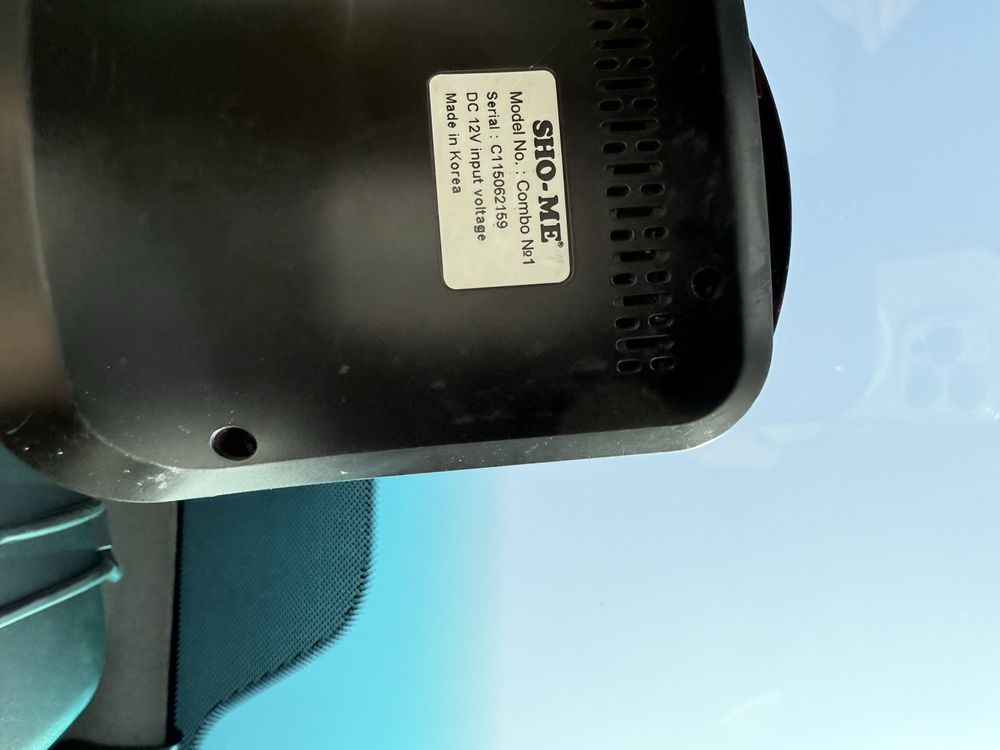 SHO-ME®
Model No. : Combo №1
Serial : C115062159
DC 12V input voltage
Made in Korea